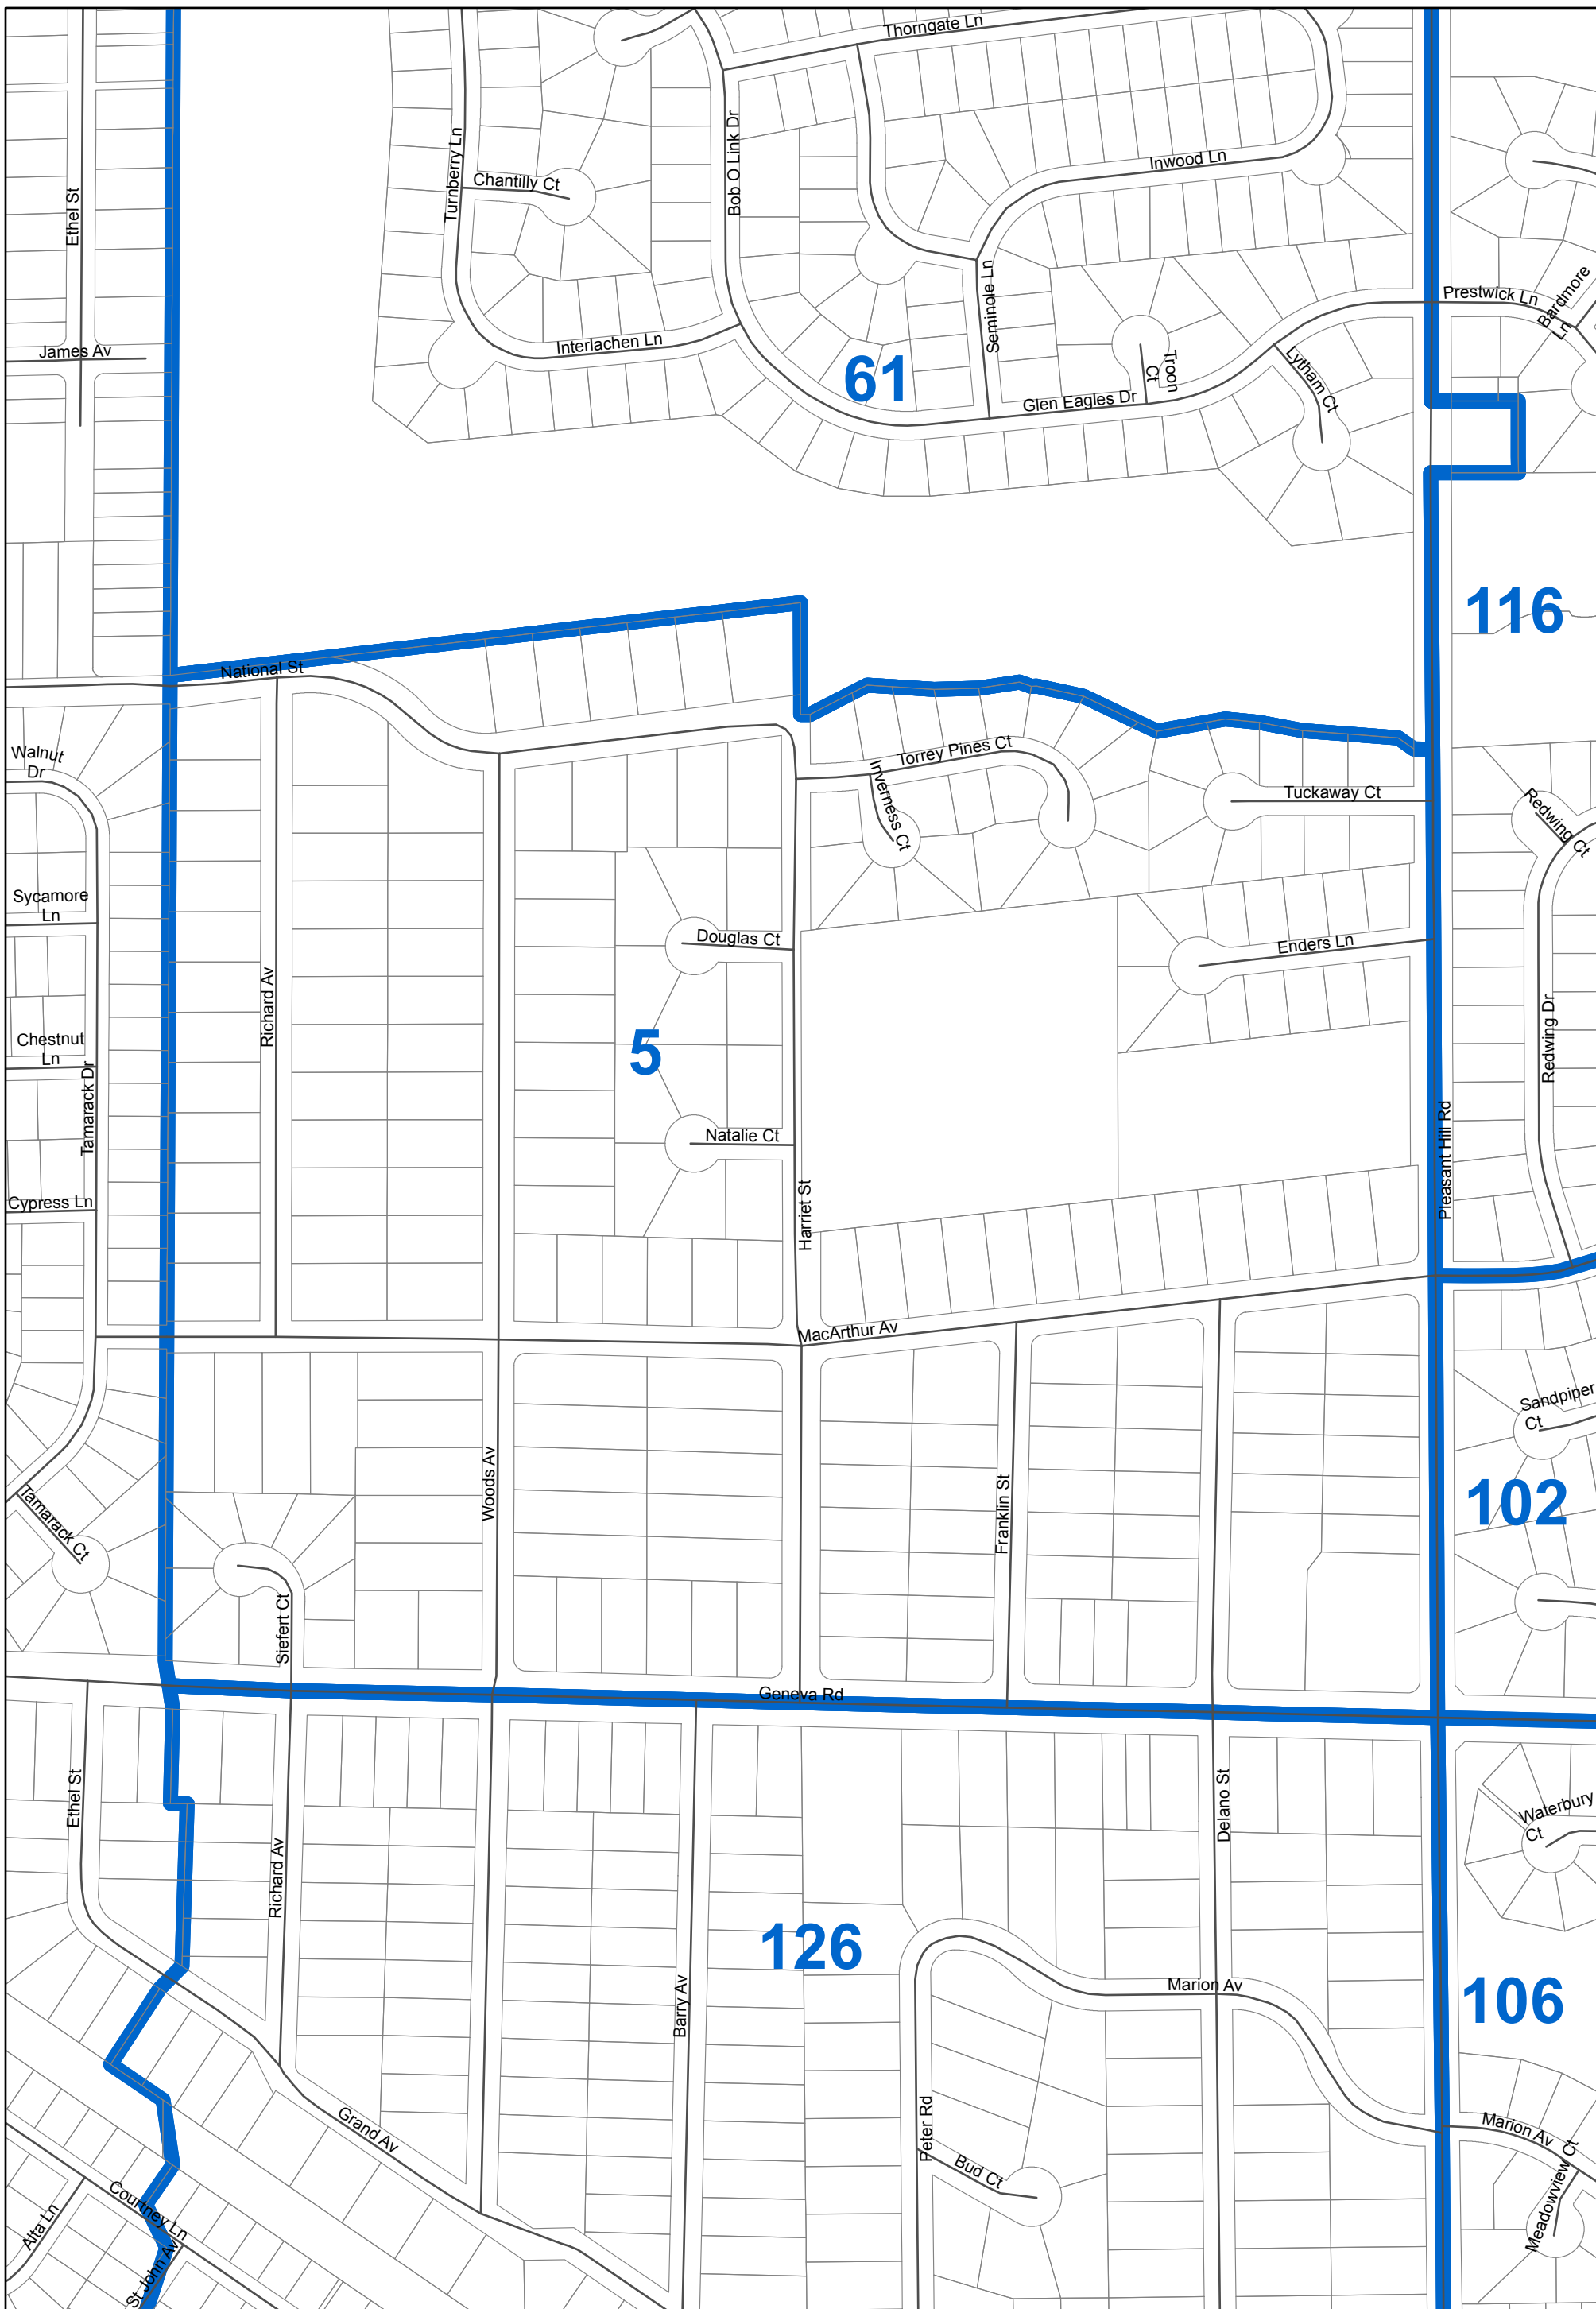 Thorngate Ln
Turnberry Ln
Chantilly Ct
Bob O Link Dr
Inwood Ln
Ethel St
Seminole Ln
Prestwick Ln
Bardmore
Ln
James Av
Interlachen Ln
61
Troon
Ct
Lytham Ct
Glen Eagles Dr
116
National St
Walnut
Dr
Torrey Pines Ct
Inverness Ct
Tuckaway Ct
Redwing Ct
Sycamore
Ln
Douglas Ct
Enders Ln
Richard Av
5
Redwing Dr
Chestnut
Ln
Tamarack Dr
Natalie Ct
Pleasant Hill Rd
Cypress Ln
Harriet St
MacArthur Av
Sandpiper
Ct
Woods Av
Franklin St
102
Tamarack Ct
Siefert Ct
Geneva Rd
Ethel St
Delano St
Waterbury
Ct
Richard Av
126
Barry Av
Marion Av
106
Grand Av
Peter Rd
Marion Av
Bud Ct
Meadowview Ct
Courtney Ln
Alta Ln
St John Av